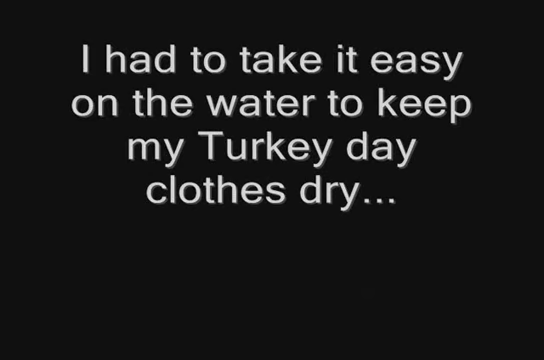 I had to take it easy
on the water to keep
my Turkey day
clothes dry...